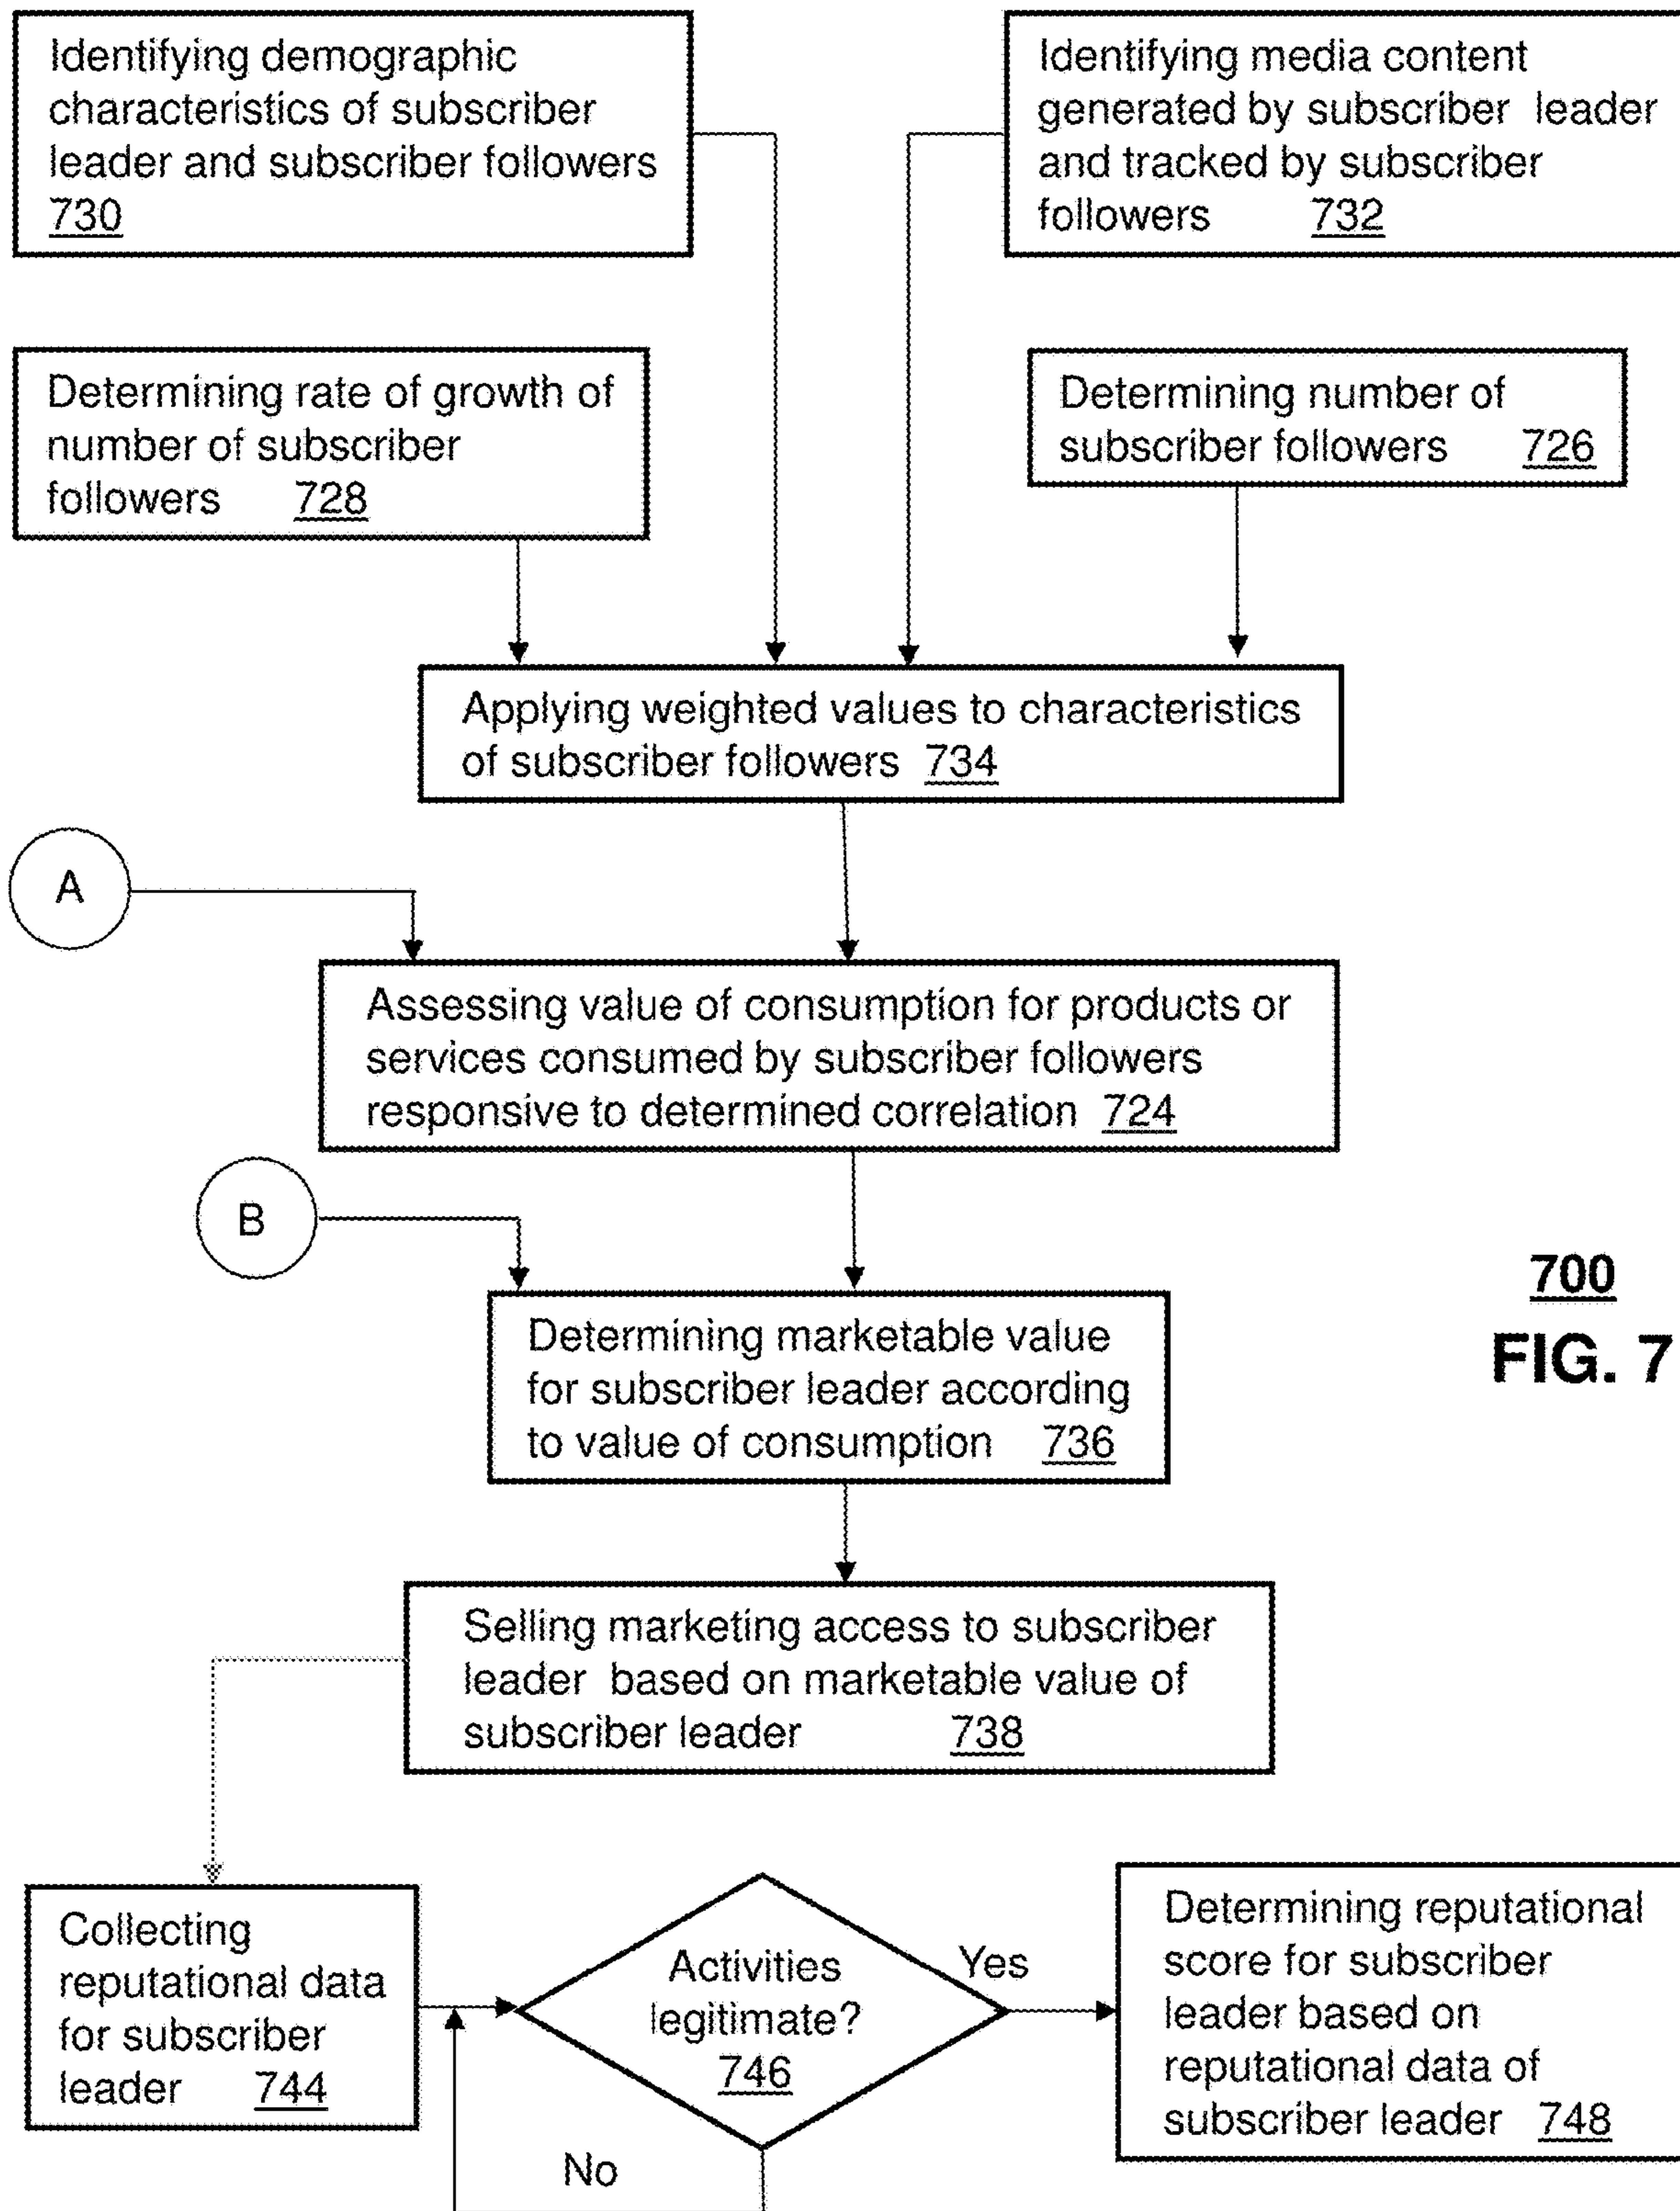 Identifying demographic
characteristics of subscriber
leader and subscriber followers
730
Identifying media content
generated by subscriber leader
and tracked by subscriber
followers 732
Determining rate of growth of
number of subscriber
followers 728
Determining number of
subscriber followers 726
Applying weighted values to characteristics
of subscriber followers 734
A
Assessing value of consumption for products or
services consumed by subscriber followers
responsive to determined correlation 724
B
Determining marketable value
for subscriber leader according
to value of consumption 736
700
FIG. 7
Selling marketing access to subscriber
leader based on marketable value of
subscriber leader 738
Collecting
reputational data
for subscriber
leader 744
Activities
legitimate?
746
Yes
No
Determining reputational
score for subscriber
leader based on
reputational data of
subscriber leader 748